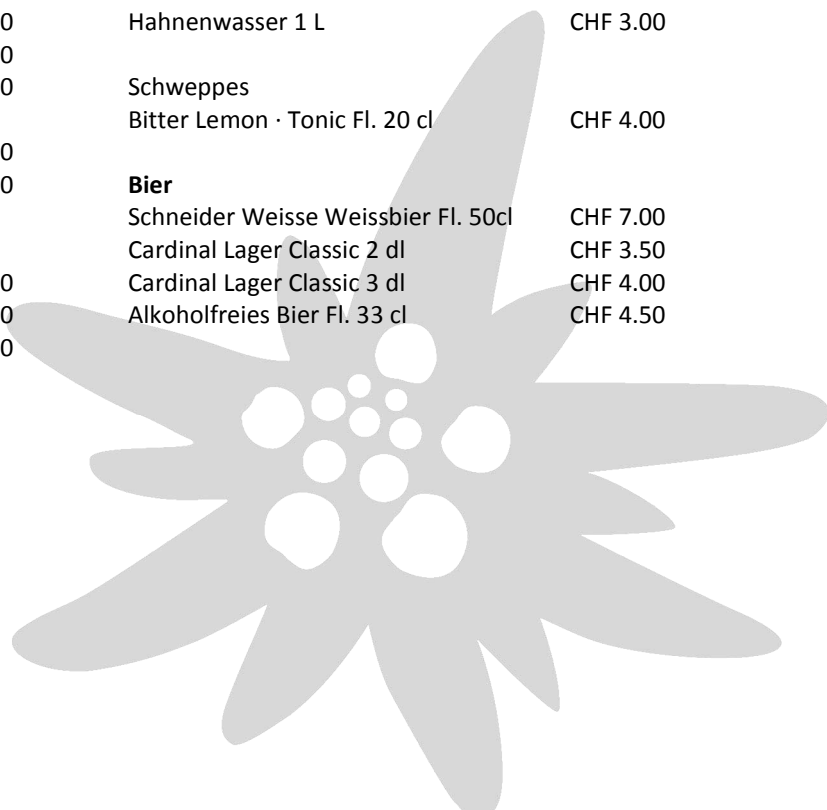 0 Hahnenwasser 1 L CHF 3.00
0
0 Schweppes
Bitter Lemon · Tonic Fl. 20 cl CHF 4.00
0
0 Bier
Schneider Weisse Weissbier Fl. 50cl CHF 7.00
Cardinal Lager Classic 2 dl CHF 3.50
0 Cardinal Lager Classic 3 dl CHF 4.00
0 Alkoholfreies Bier Fl. 33 cl CHF 4.50
0